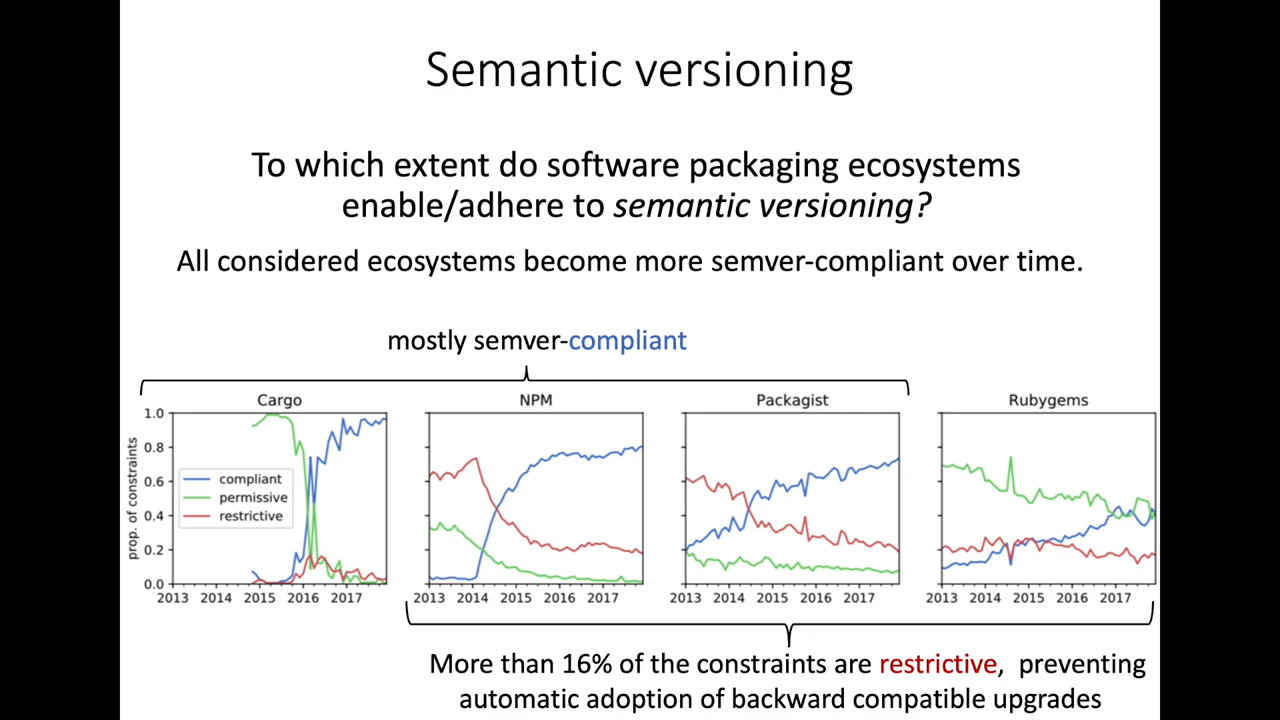 Semantic versioning
To which extent do software packaging ecosystems
enable/adhere to semantic versioning?
All considered ecosystems become more semver-compliant over time.
mostly semver-compliant
Cargo
NPM
Packagist
Rubygems
prop. of constraints
1.0
0.8
0.6
0.4
0.2
0.0
compliant
permissive
restrictive
2013 2014 2015 2016 2017
2013 2014 2015 2016 2017
2013 2014 2015 2016 2017
2013 2014 2015 2016 2017
More than 16% of the constraints are restrictive, preventing
automatic adoption of backward compatible upgrades